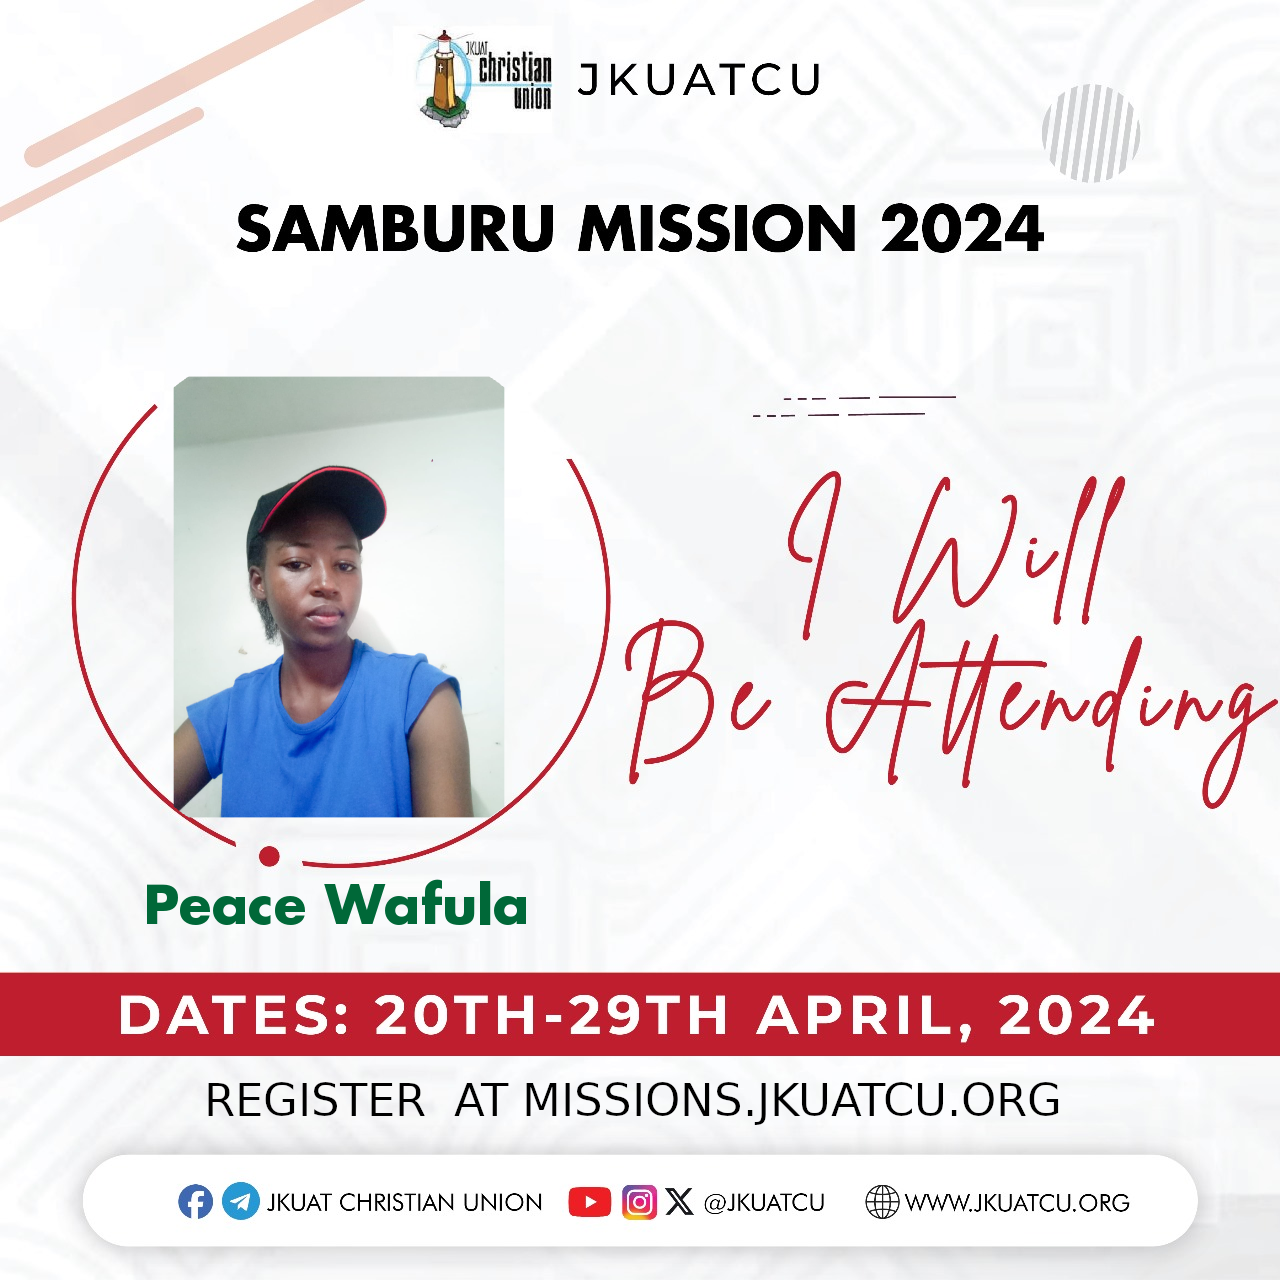 JKUAT
christian
union
JKUATCU
SAMBURU MISSION 2024
I Will
Be Attending
Peace Wafula
DATES: 20TH-29TH APRIL, 2024
REGISTER  AT MISSIONS.JKUATCU.ORG
JKUAT CHRISTIAN UNION @JKUATCU WWW.JKUATCU.ORG